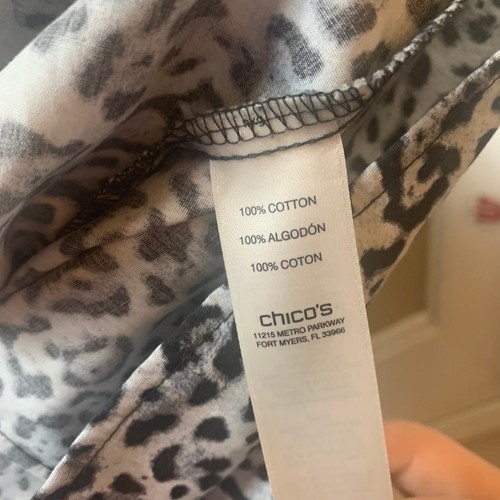 100% COTTON
100% ALGODÓN
100% COTON
chico's
11215 METRO PARKWAY
FORT MYERS, FL 33966